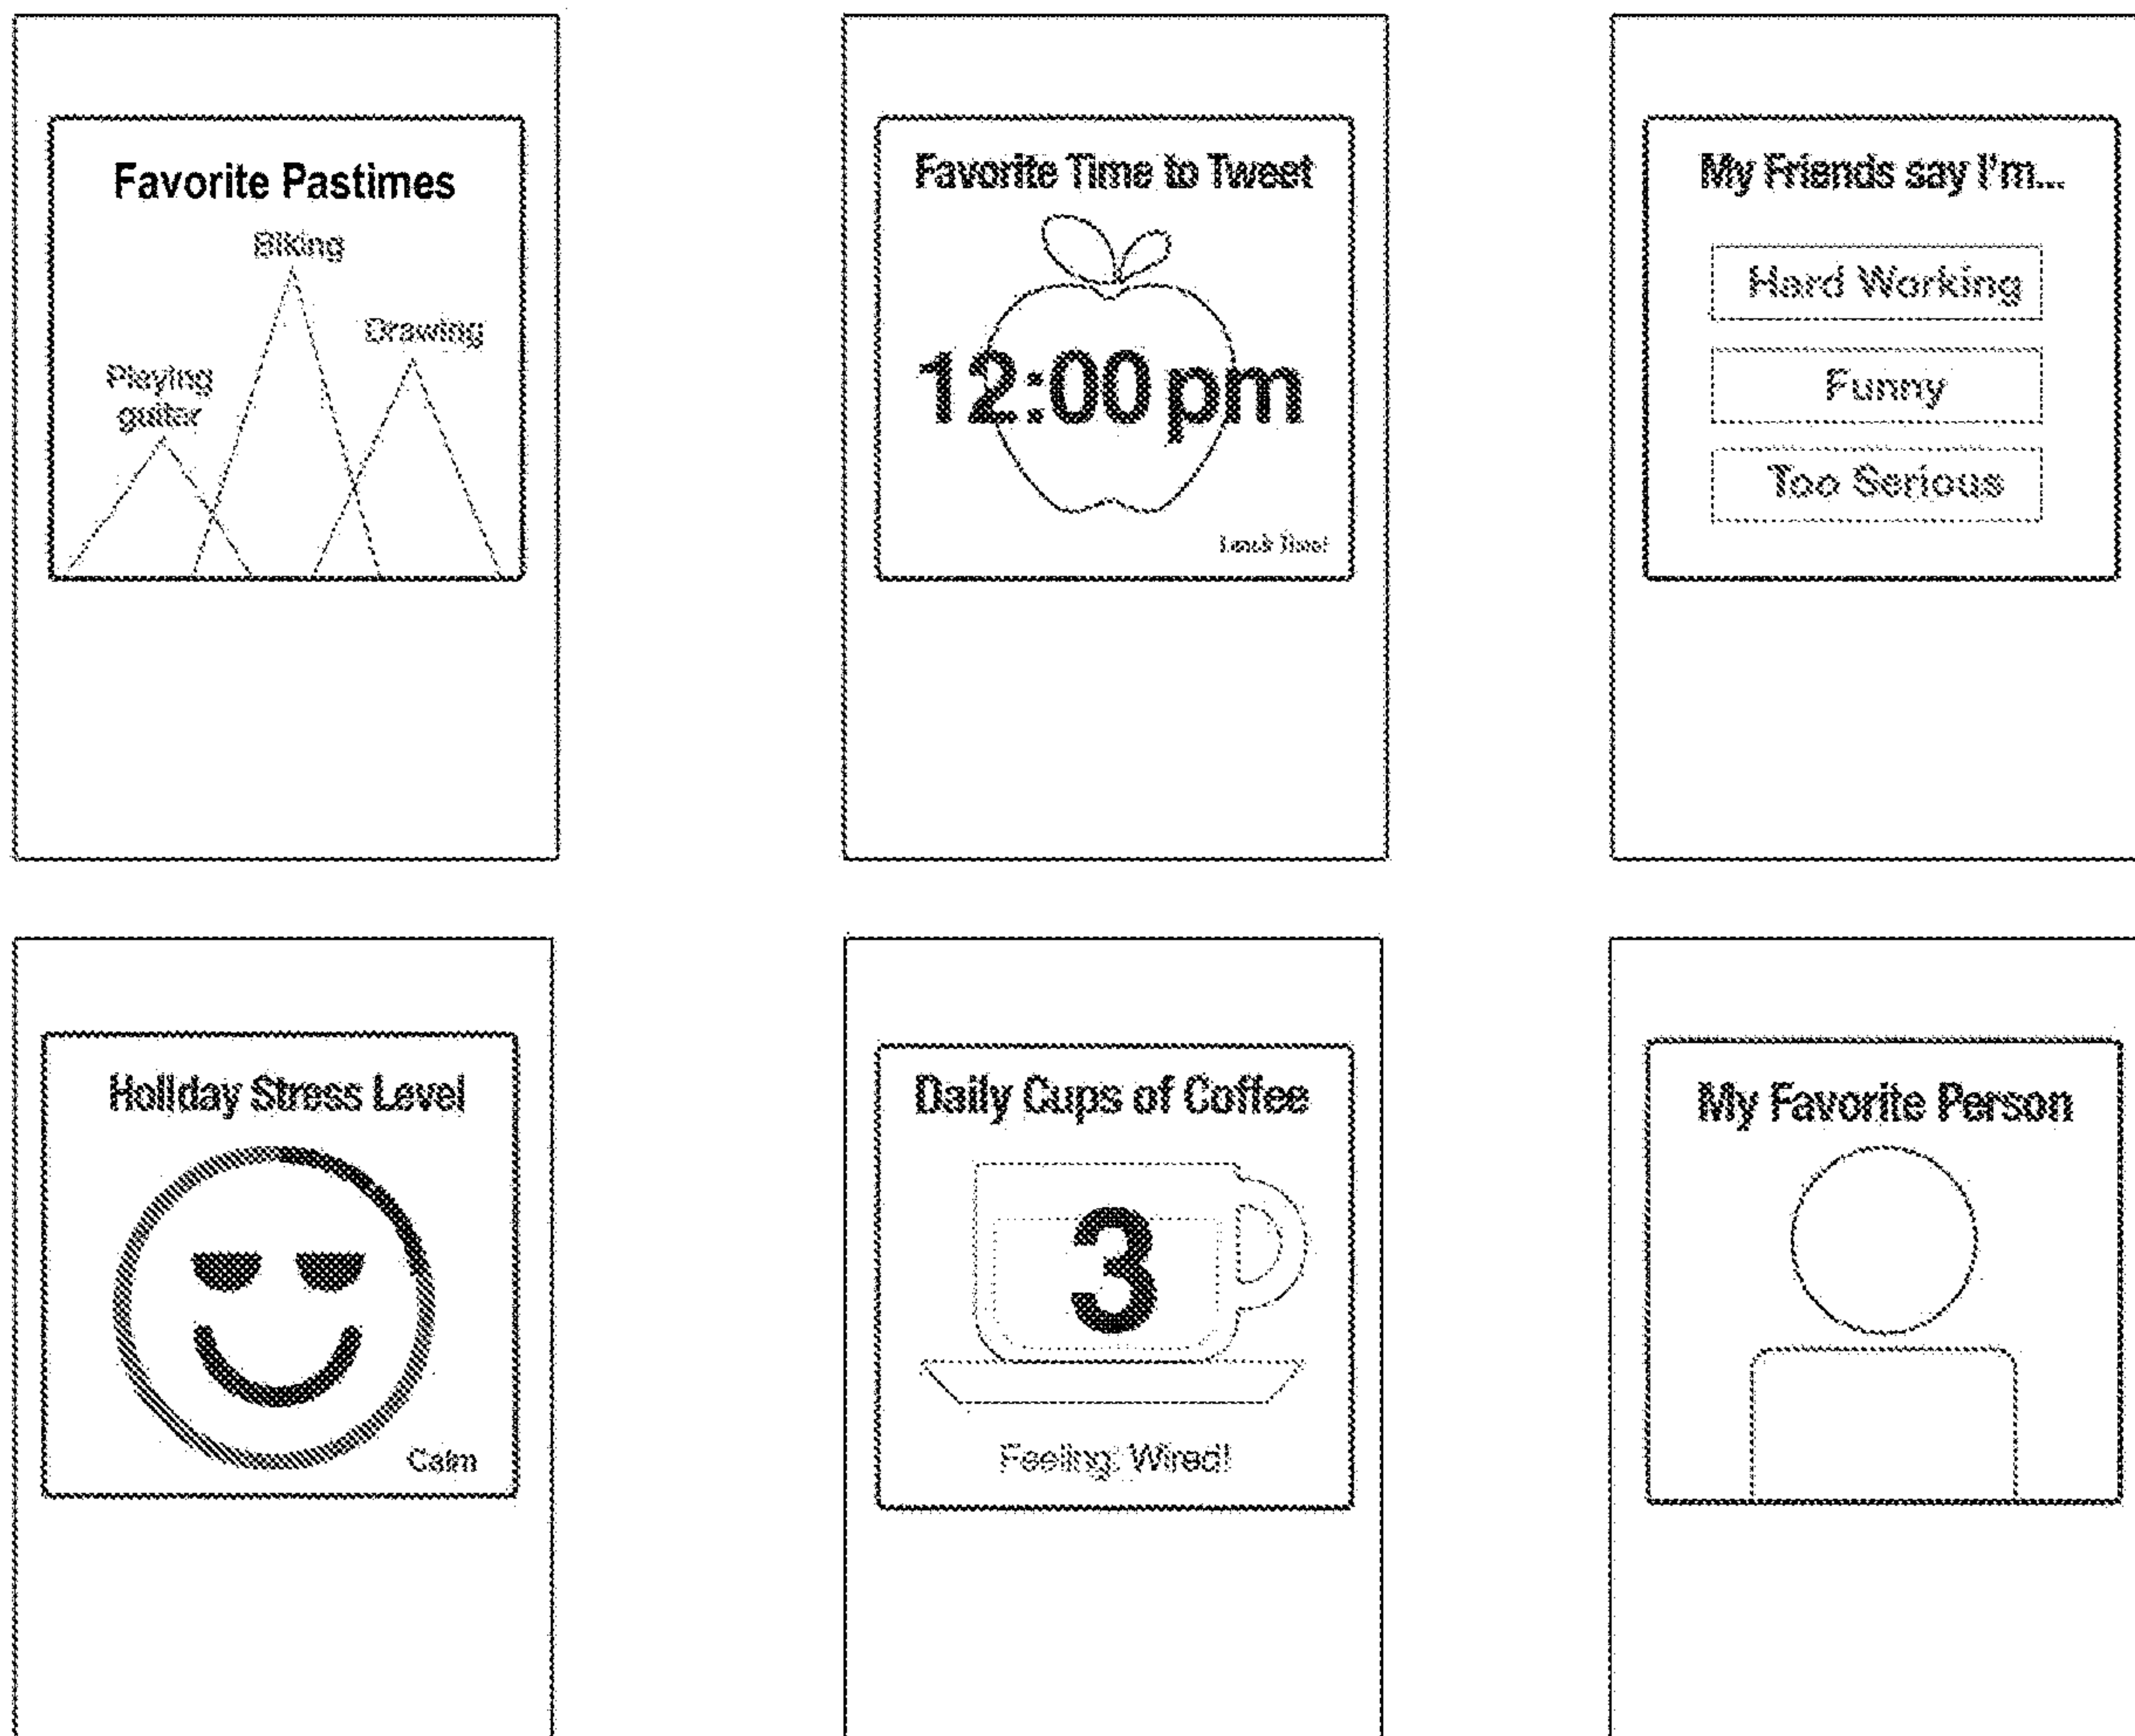 Favorite Pastimes
Biking
Drawing
Playing
guitar
Favorite Time to Tweet
12:00 pm
Lunch Time!
My Friends say I'm...
Hard Working
Funny
Too Serious
Holiday Stress Level
Calm
Daily Cups of Coffee
3
Feeling: Wired!
My Favorite Person